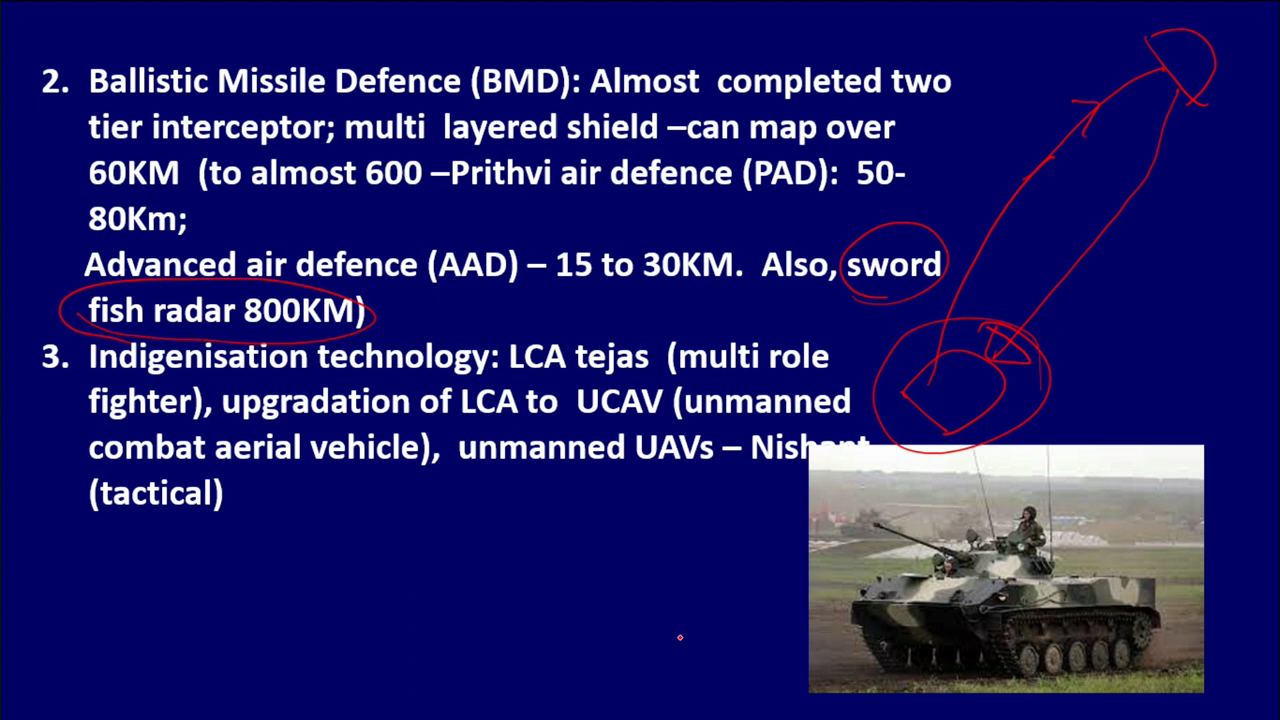 2. Ballistic Missile Defence (BMD): Almost completed two
tier interceptor; multi layered shield –can map over
60KM (to almost 600 –Prithvi air defence (PAD): 50-
80Km;
Advanced air defence (AAD) – 15 to 30KM. Also, sword
fish radar 800KM)
3. Indigenisation technology: LCA tejas (multi role
fighter), upgradation of LCA to UCAV (unmanned
combat aerial vehicle), unmanned UAVs – Nishant
(tactical)